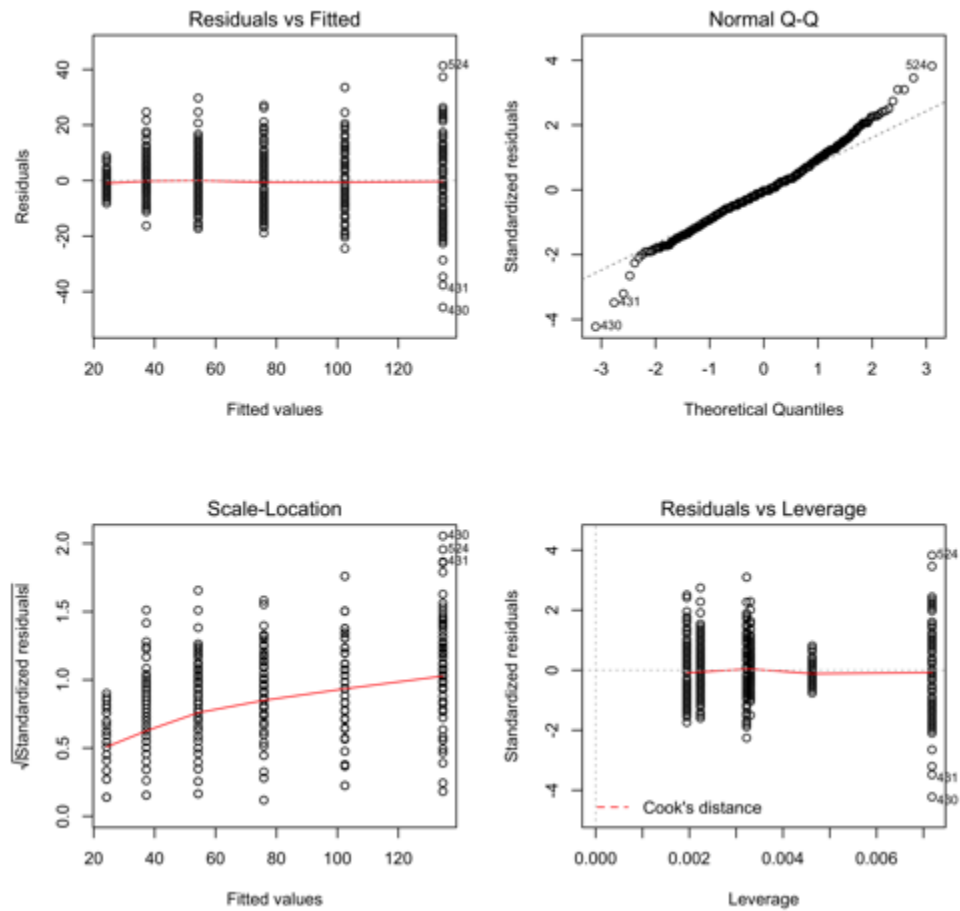 Residuals vs Fitted
Residuals
40
20
0
-20
-40
524
431
430
20 40 60 80 100 120
Fitted values
Normal Q-Q
Standardized residuals
4
2
0
-2
-4
524
431
430
-3 -2 -1 0 1 2 3
Theoretical Quantiles
Scale-Location
√|Standardized residuals|
2.0
1.5
1.0
0.5
0.0
430
524
431
20 40 60 80 100 120
Fitted values
Residuals vs Leverage
Standardized residuals
4
2
0
-2
-4
524
431
430
Cook's distance
0.000 0.002 0.004 0.006
Leverage